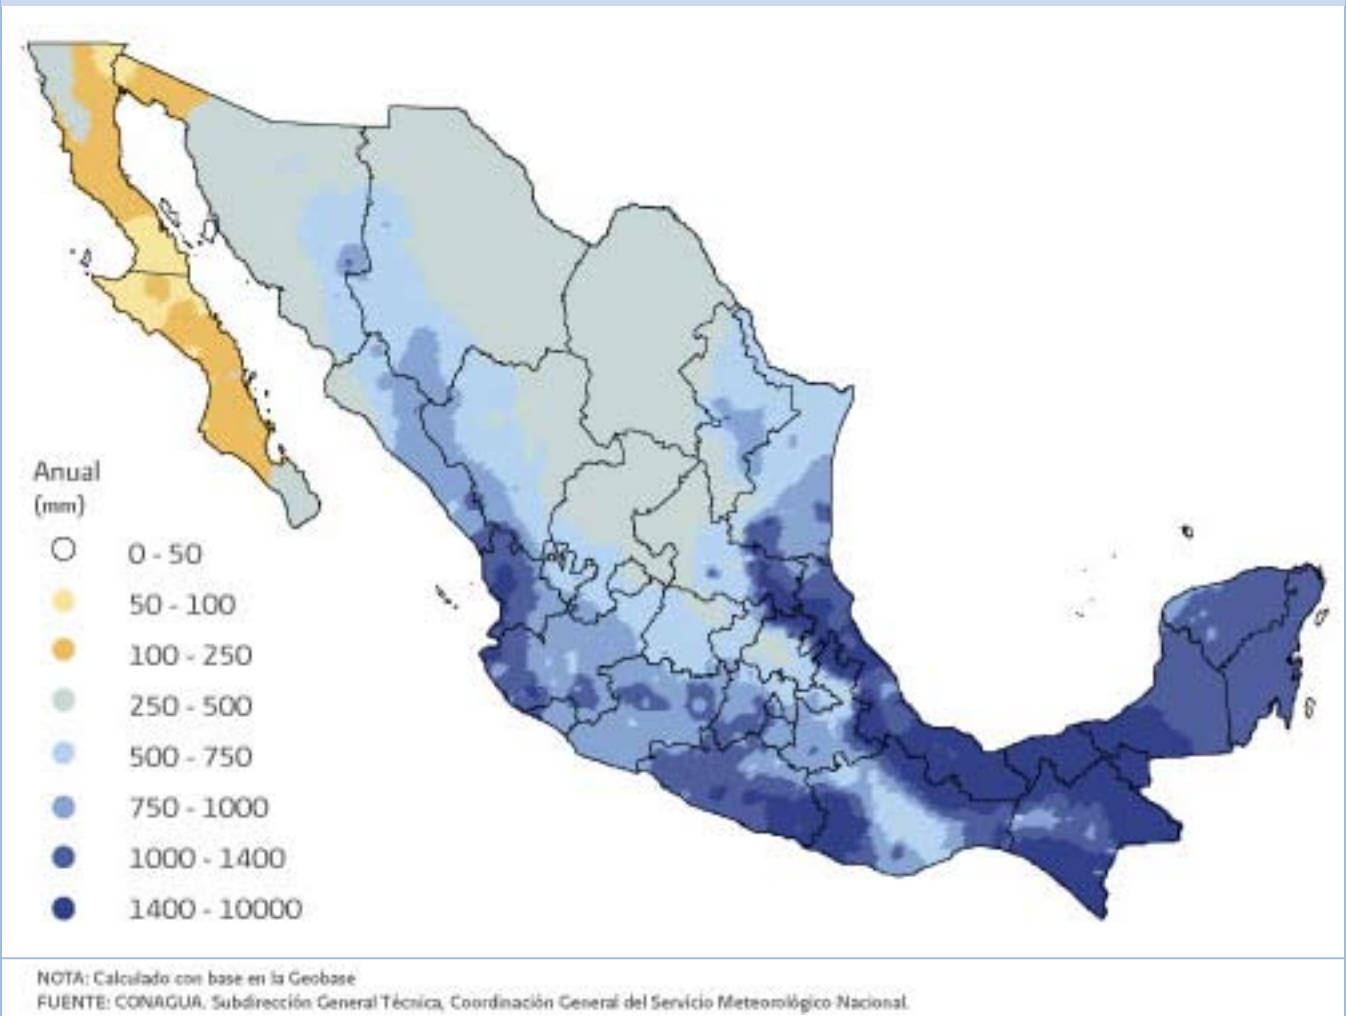 Anual
(mm)
0 - 50
50 - 100
100 - 250
250 - 500
500 - 750
750 - 1000
1000 - 1400
1400 - 10000
NOTA: Calculado con base en la Geobase
FUENTE: CONAGUA. Subdirección General Técnica, Coordinación General del Servicio Meteorológico Nacional.